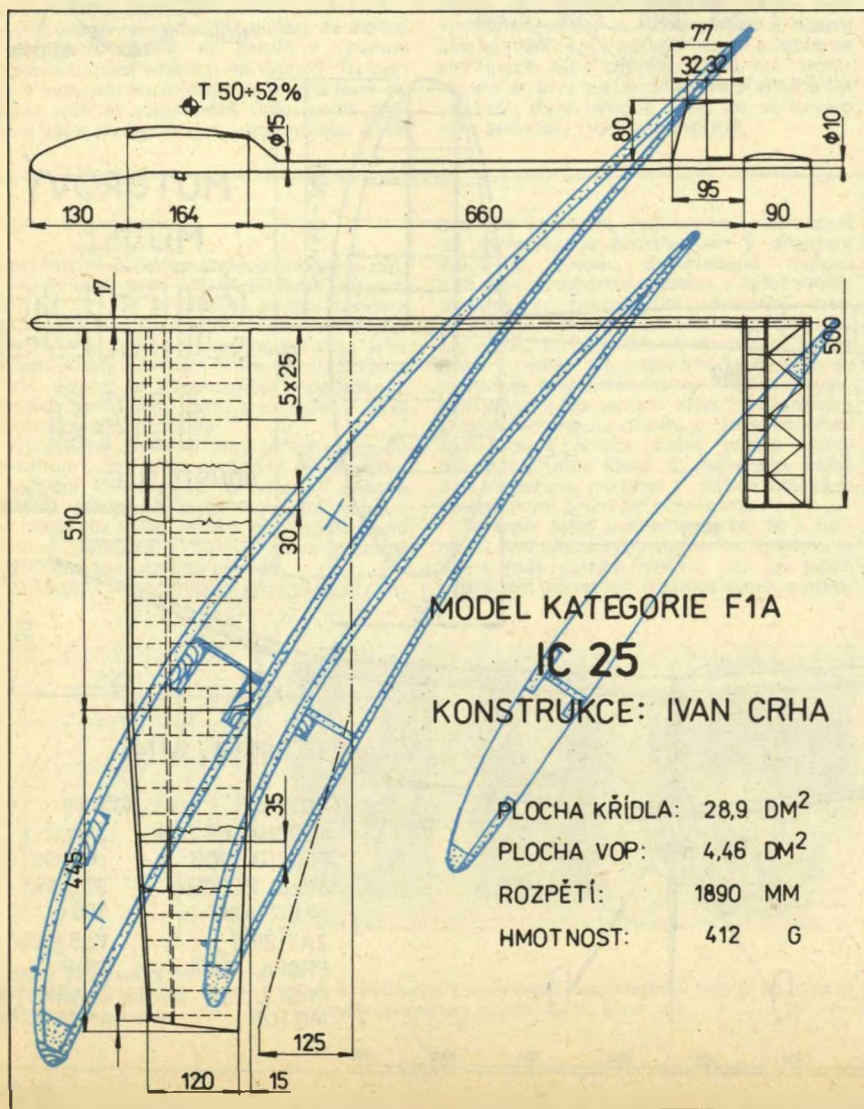 77
32 32
T 50÷52%
80
ø15
ø10
130 164 660 95 90
17
5x25
500
510
30
MODEL KATEGORIE F1A
IC 25
KONSTRUKCE: IVAN CRHA
35
445
PLOCHA KŘÍDLA: 28,9 DM²
PLOCHA VOP: 4,46 DM²
ROZPĚTÍ: 1890 MM
HMOTNOST: 412 G
125
120 15